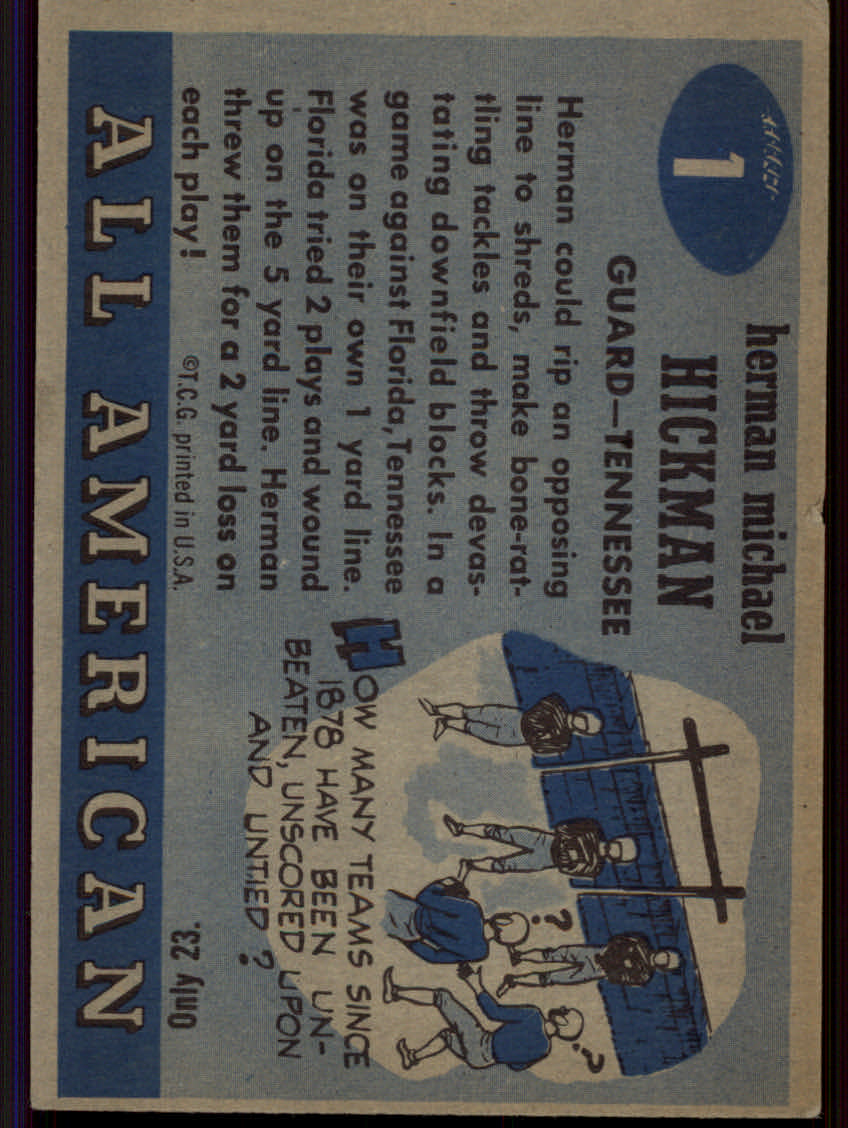 1
herman michael
HICKMAN
GUARD—TENNESSEE
Herman could rip an opposing
line to shreds, make bone-rat-
tling tackles and throw devas-
tating downfield blocks. In a
game against Florida, Tennessee
was on their own 1 yard line.
Florida tried 2 plays and wound
up on the 5 yard line. Herman
threw them for a 2 yard loss on
each play!
©T.C.G. printed in U.S.A.
? ?
HOW MANY TEAMS SINCE
1878 HAVE BEEN UN-
BEATEN, UNSCORED UPON
AND UNTIED?
Only 23.
ALL AMERICAN